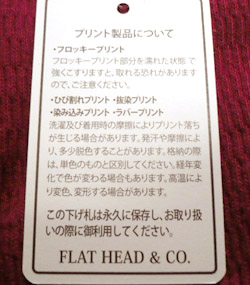 プリント製品について
・フロッキープリント
フロッキープリント部分を濡れた状態で
強くこすりますと、取れる恐れがあります
ので、ご注意ください。
・ひび割れプリント・抜染プリント
・染み込みプリント・ラバープリント
洗濯及び着用時の摩擦によりプリント落ち
が生じる場合があります。発汗や摩擦によ
り、多少脱色することがあります。格納の際
は、単色のものと区別してください。経年変
化で色が変わる場合もあります。高温によ
り変色、変形する場合があります。
この下げ札は永久に保存し、お取り扱
いの際に御利用してください。
FLAT HEAD & CO.